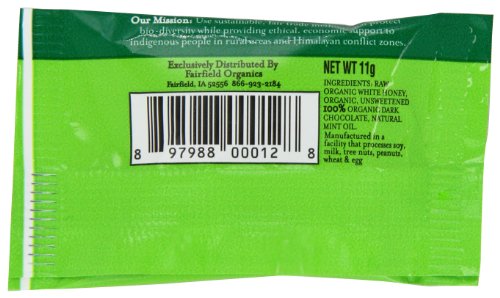 Our Mission: Use sustainable, fair trade protect
bio-diversity while providing ethical, economic support to
indigenous people in rural areas and Himalayan conflict zones.
Exclusively Distributed By
Fairfield Organics
Fairfield, IA 52556 866-923-2184
NET WT 11g
INGREDIENTS: RAW
ORGANIC WHITE HONEY,
ORGANIC, UNSWEETENED
100% ORGANIC DARK
CHOCOLATE, NATURAL
MINT OIL.
Manufactured in a
facility that processes soy,
milk, tree nuts, peanuts,
wheat & egg
8 97988 00012 8